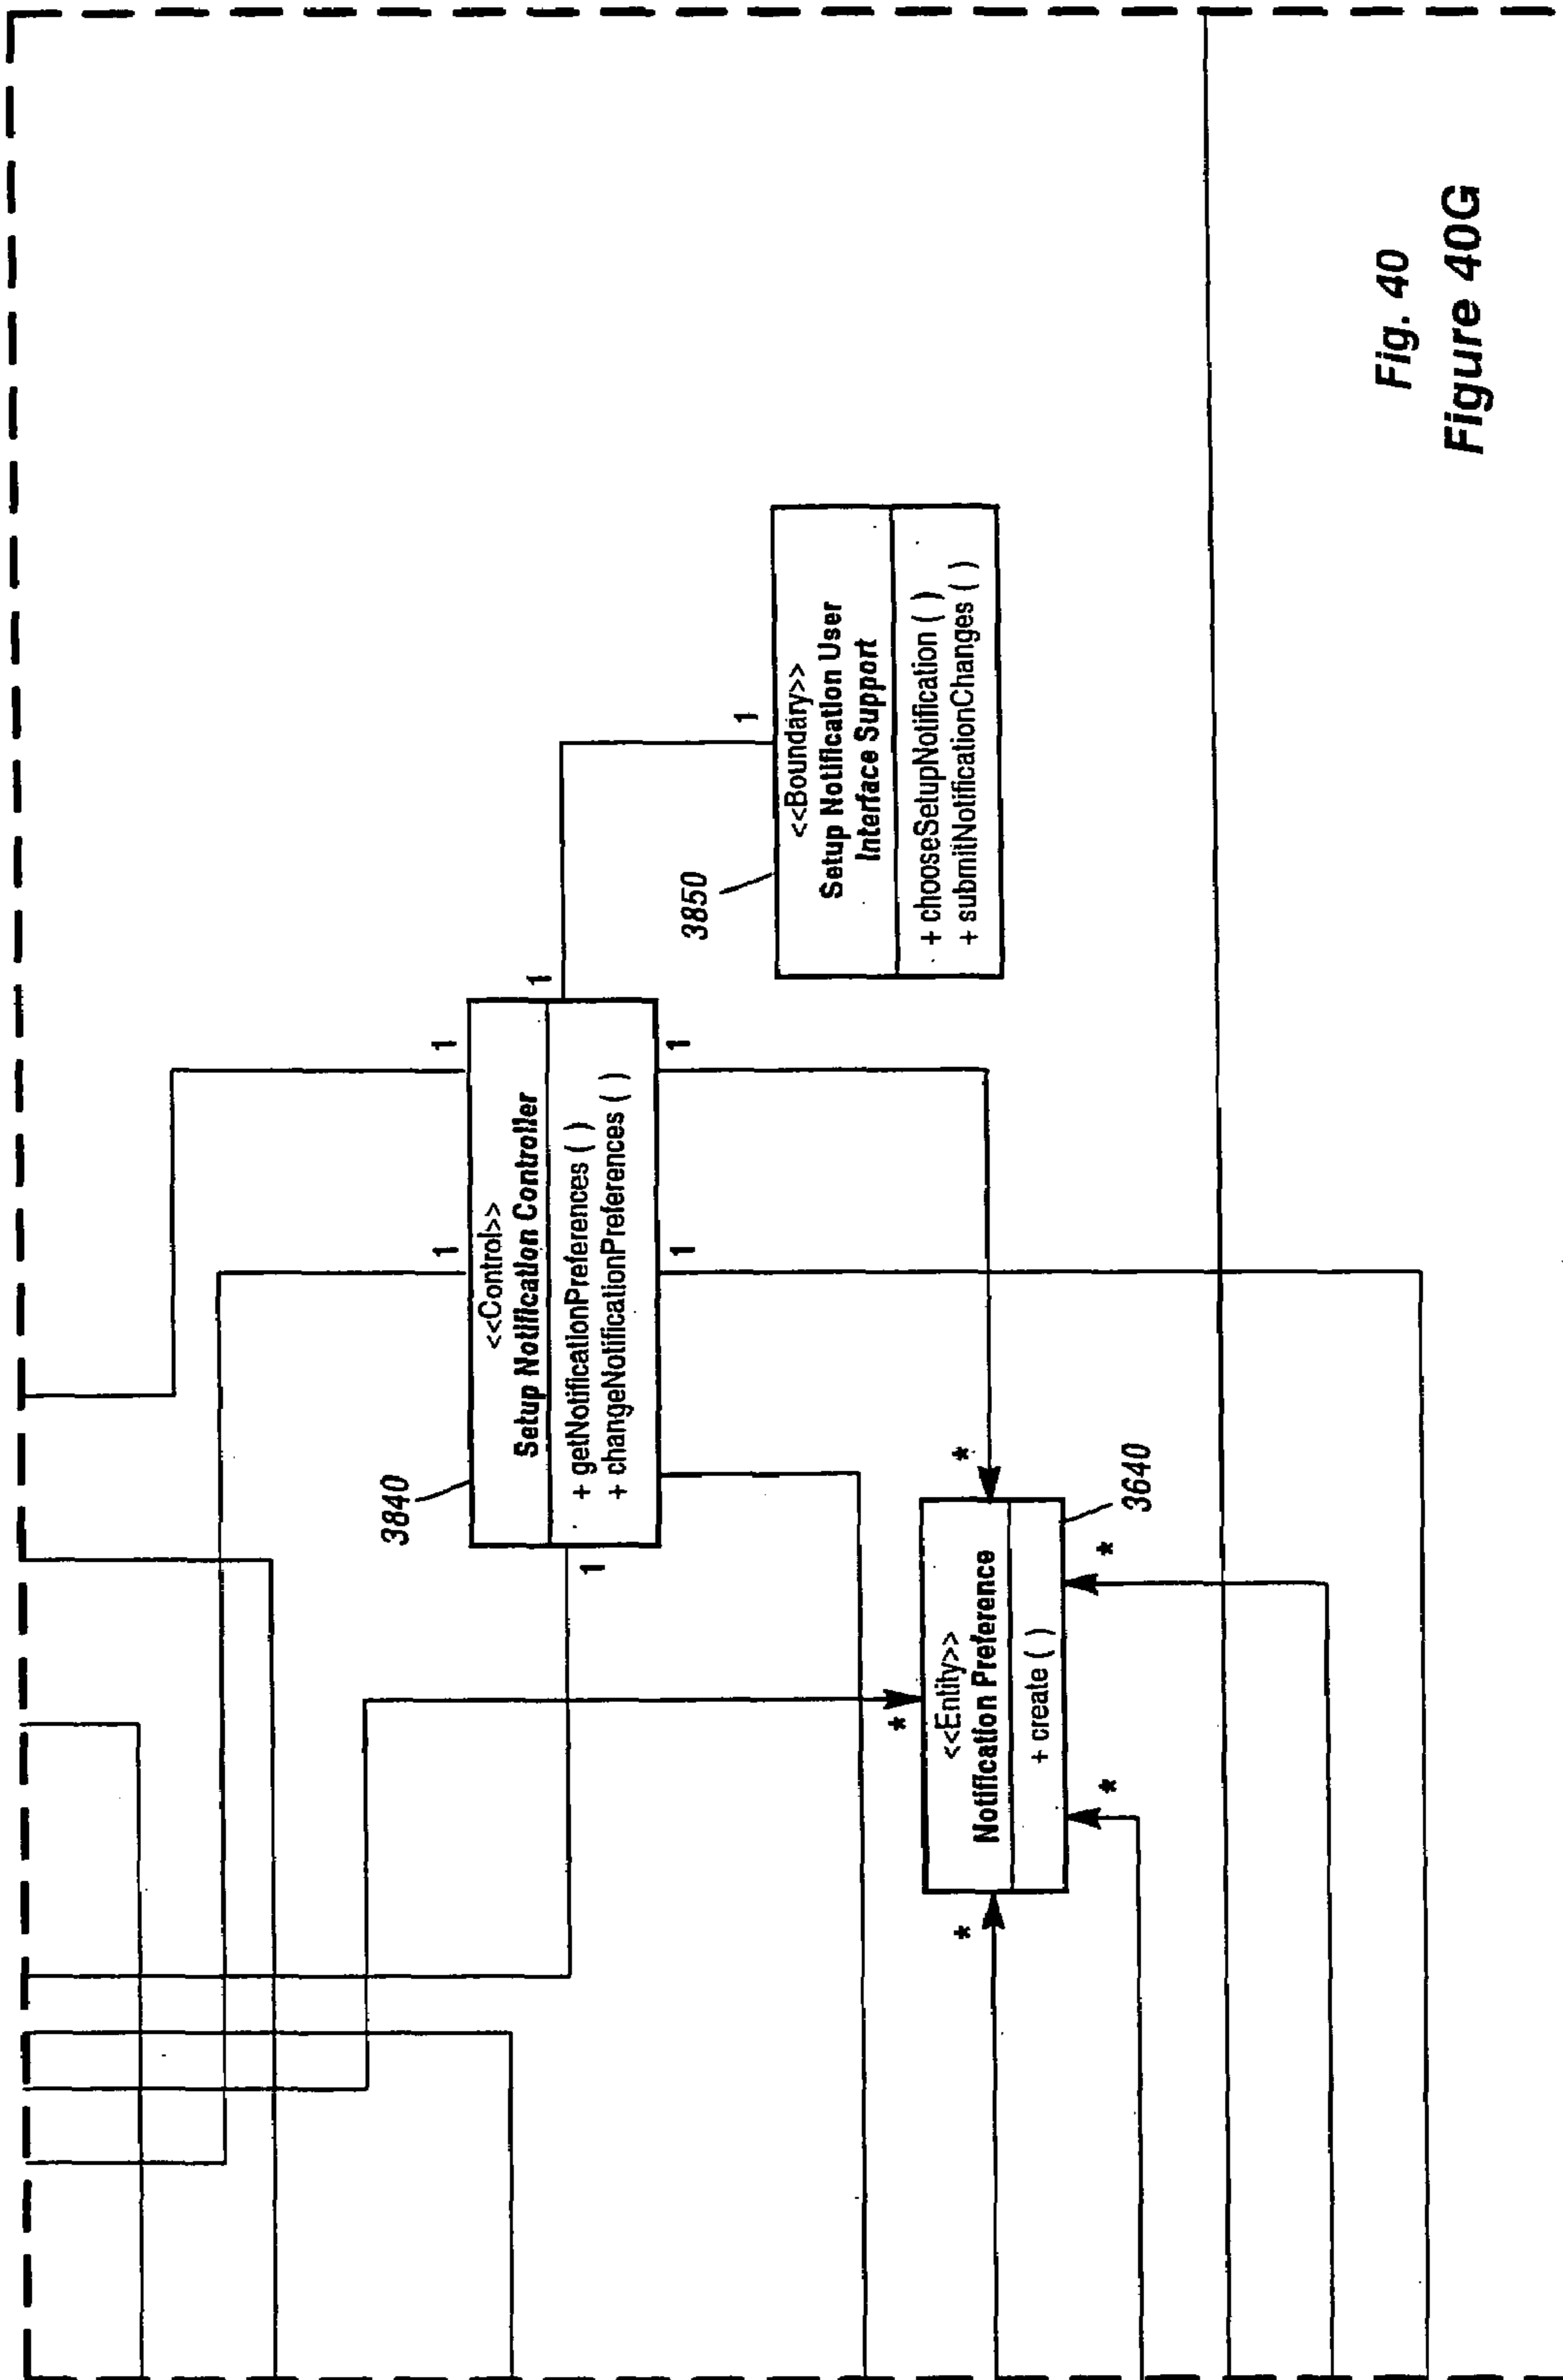 1
1
3840
<<Control>>
Setup Notification Controller
+ getNotificationPreferences ( )
+ changeNotificationPreferences ( )
1
1
1
1
1
3850
<<Boundary>>
Setup Notification User
Interface Support
+ chooseSetupNotification ( )
+ submitNotificationChanges ( )
*
*
<<Entity>>
Notification Preference
+ create ( )
*
*
*
3640
Fig. 40
Figure 40G